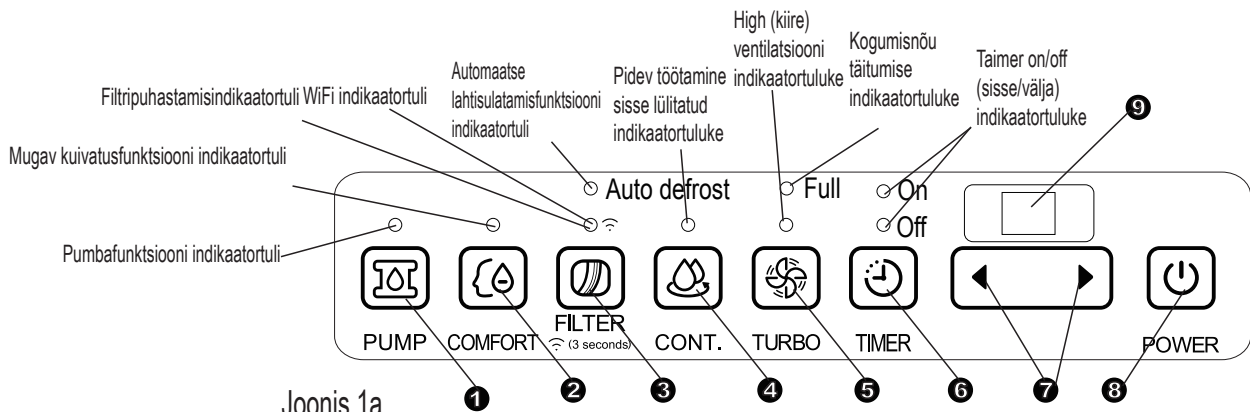 High (kiire)
ventilatsiooni
indikaatortuluke
Kogumisnõu
täitumise
indikaatortuluke
Taimer on/off
(sisse/välja)
indikaatortuluke
Automaatse
lahtisulatamisfunktsiooni
indikaatortuli
Pidev töötamine
sisse lülitatud
indikaatortuluke
Filtripuhastamisindikaatortuli WiFi indikaatortuli
Mugav kuivatusfunktsiooni indikaatortuli
Pumbafunktsiooni indikaatortuli
9
Auto defrost
Full
On
Off
PUMP
COMFORT
FILTER
(3 seconds)
CONT.
TURBO
TIMER
POWER
1
2
3
4
5
6
7
8
Joonis 1a